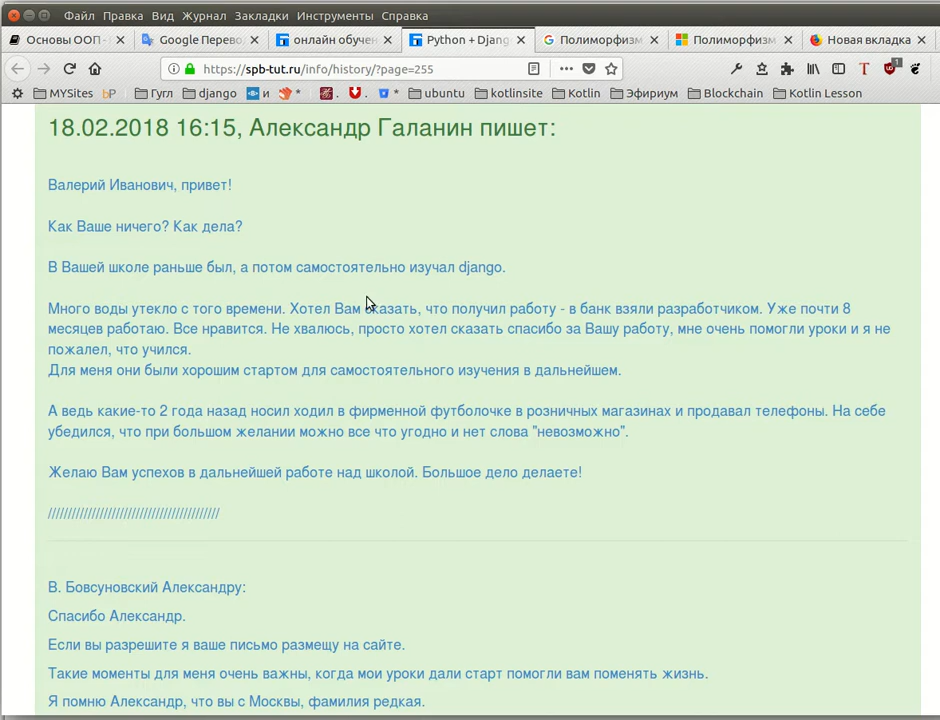 Файл Правка Вид Журнал Закладки Инструменты Справка
Основы ООП - Google Перево онлайн обучен Python + Djang Полиморфизм Полиморфизм Новая вкладка
https://spb-tut.ru/info/history/?page=255
MYSites bP Гугл django и ubuntu kotlinsite Kotlin Эфириум Blockchain Kotlin Lesson
18.02.2018 16:15, Александр Галанин пишет:
Валерий Иванович, привет!
Как Ваше ничего? Как дела?
В Вашей школе раньше был, а потом самостоятельно изучал django.
Много воды утекло с того времени. Хотел Вам сказать, что получил работу - в банк взяли разработчиком. Уже почти 8
месяцев работаю. Все нравится. Не хвалюсь, просто хотел сказать спасибо за Вашу работу, мне очень помогли уроки и я не
пожалел, что учился.
Для меня они были хорошим стартом для самостоятельного изучения в дальнейшем.
А ведь какие-то 2 года назад носил ходил в фирменной футболочке в розничных магазинах и продавал телефоны. На себе
убедился, что при большом желании можно все что угодно и нет слова "невозможно".
Желаю Вам успехов в дальнейшей работе над школой. Большое дело делаете!
///////////////////////////////////////////
В. Бовсуновский Александру:
Спасибо Александр.
Если вы разрешите я ваше письмо размещу на сайте.
Такие моменты для меня очень важны, когда мои уроки дали старт помогли вам поменять жизнь.
Я помню Александр, что вы с Москвы, фамилия редкая.